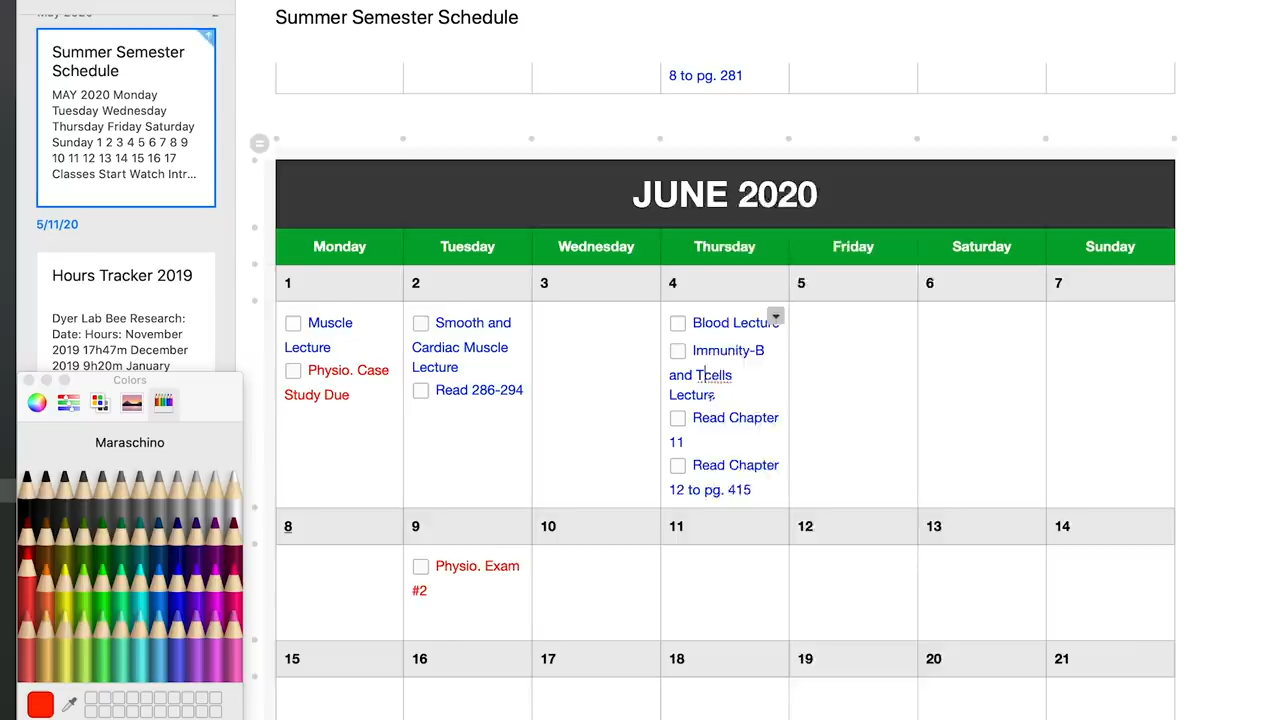 May 2020
2
Summer Semester
Schedule
MAY 2020 Monday
Tuesday Wednesday
Thursday Friday Saturday
Sunday 1 2 3 4 5 6 7 8 9
10 11 12 13 14 15 16 17
Classes Start Watch Intr...
5/11/20
Hours Tracker 2019
Dyer Lab Bee Research:
Date: Hours: November
2019 17h47m December
2019 9h20m January
Colors
Maraschino
Summer Semester Schedule
8 to pg. 281
JUNE 2020
Monday Tuesday Wednesday Thursday Friday Saturday Sunday
1 2 3 4 5 6 7
Muscle
Lecture
Physio. Case
Study Due
Smooth and
Cardiac Muscle
Lecture
Read 286-294
Blood Lecture
Immunity-B
and Tcells
Lecture
Read Chapter
11
Read Chapter
12 to pg. 415
8 9 10 11 12 13 14
Physio. Exam
#2
15 16 17 18 19 20 21